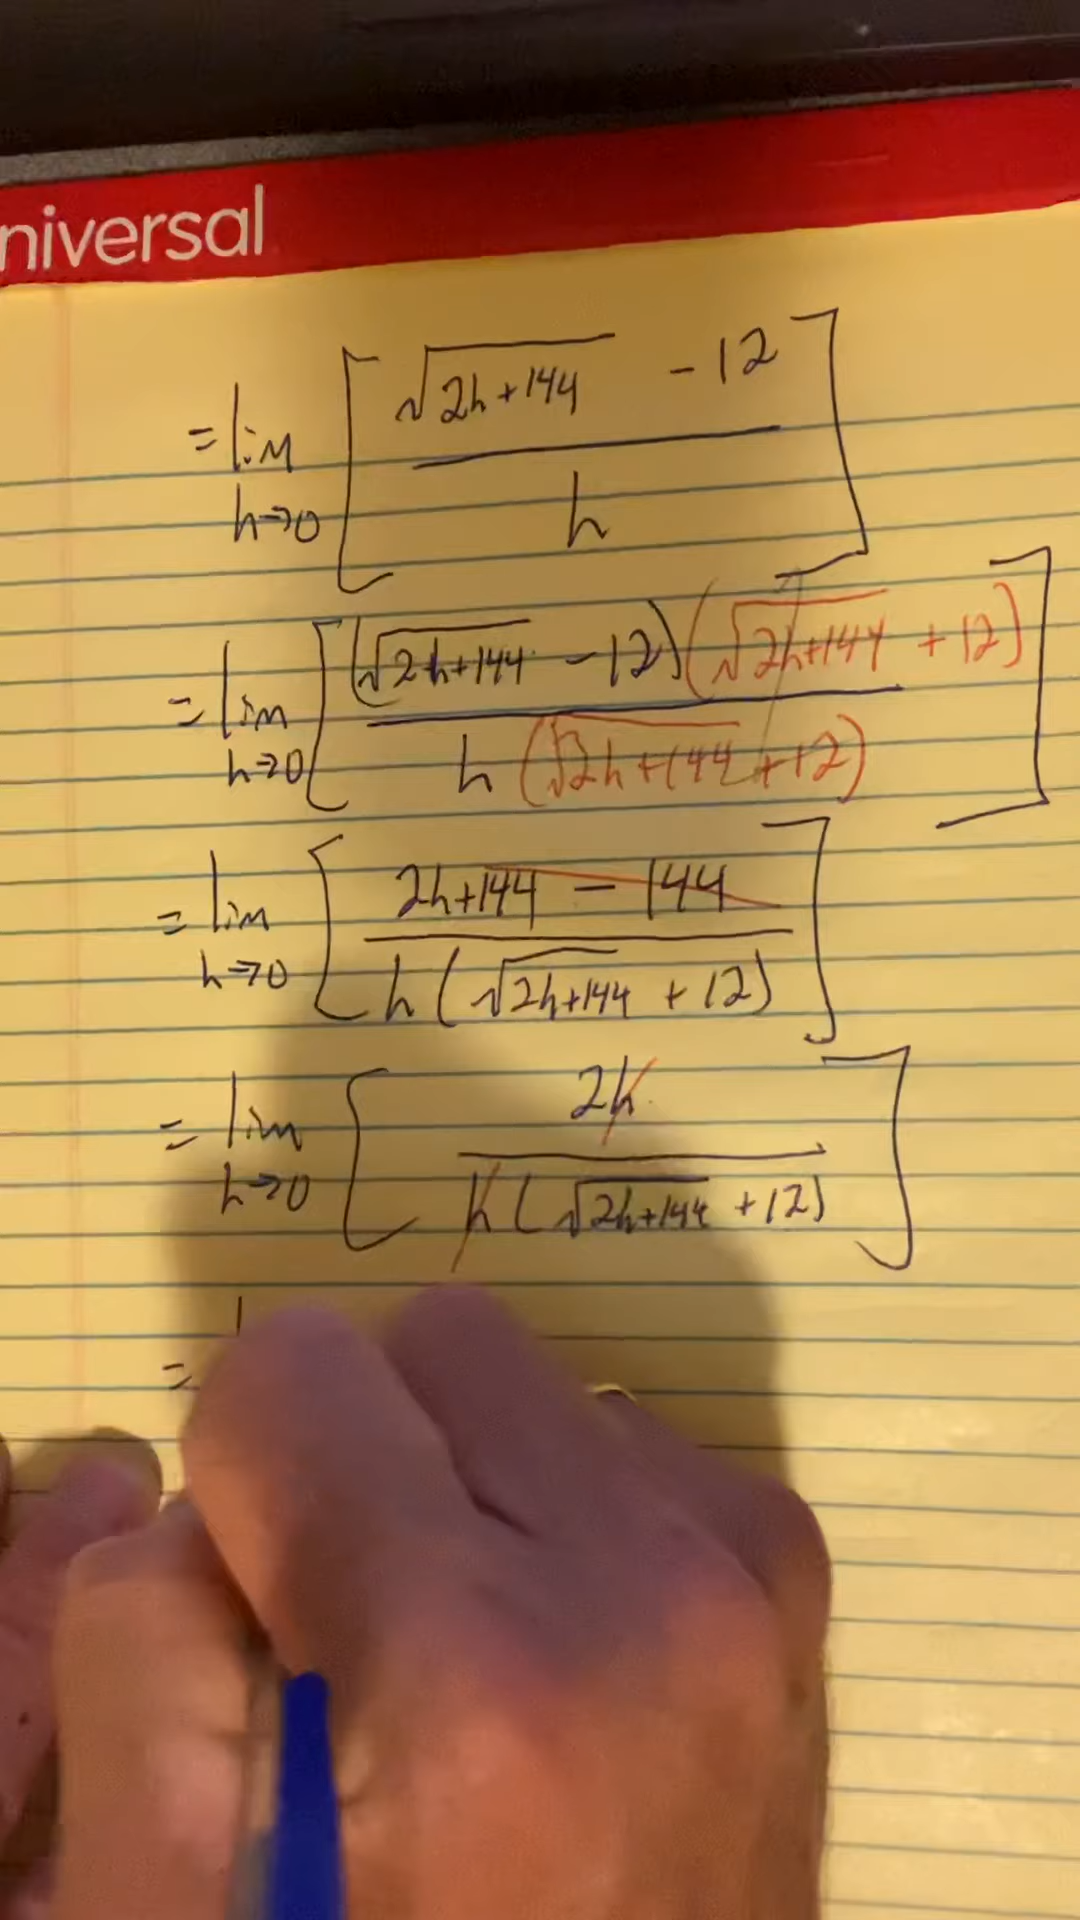 niversal
= lim h→0 [ (√(2h+144) - 12) / h ]
= lim h→0 [ (√(2h+144) - 12)(√(2h+144) + 12) / h(√(2h+144) + 12) ]
= lim h→0 [ 2h+144 - 144 / h(√(2h+144) + 12) ]
= lim h→0 [ 2h / h(√(2h+144) + 12) ]
=